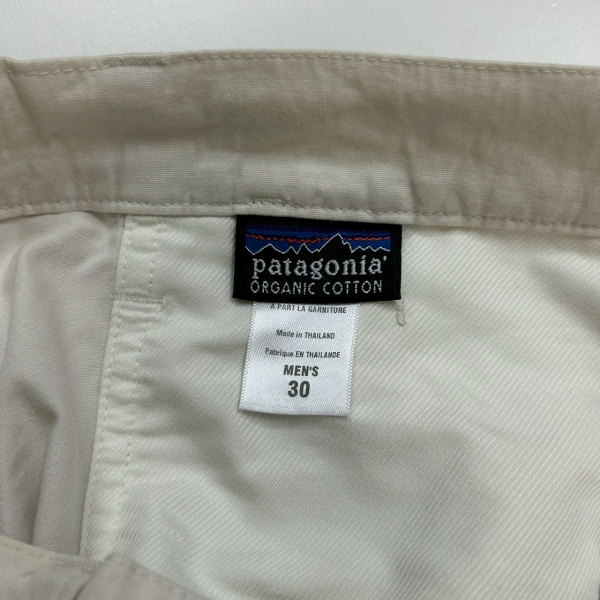 patagonia®
ORGANIC COTTON
A PART LA GARNITURE
Made in THAILAND
Fabriqué EN THAILANDE
MEN'S
30